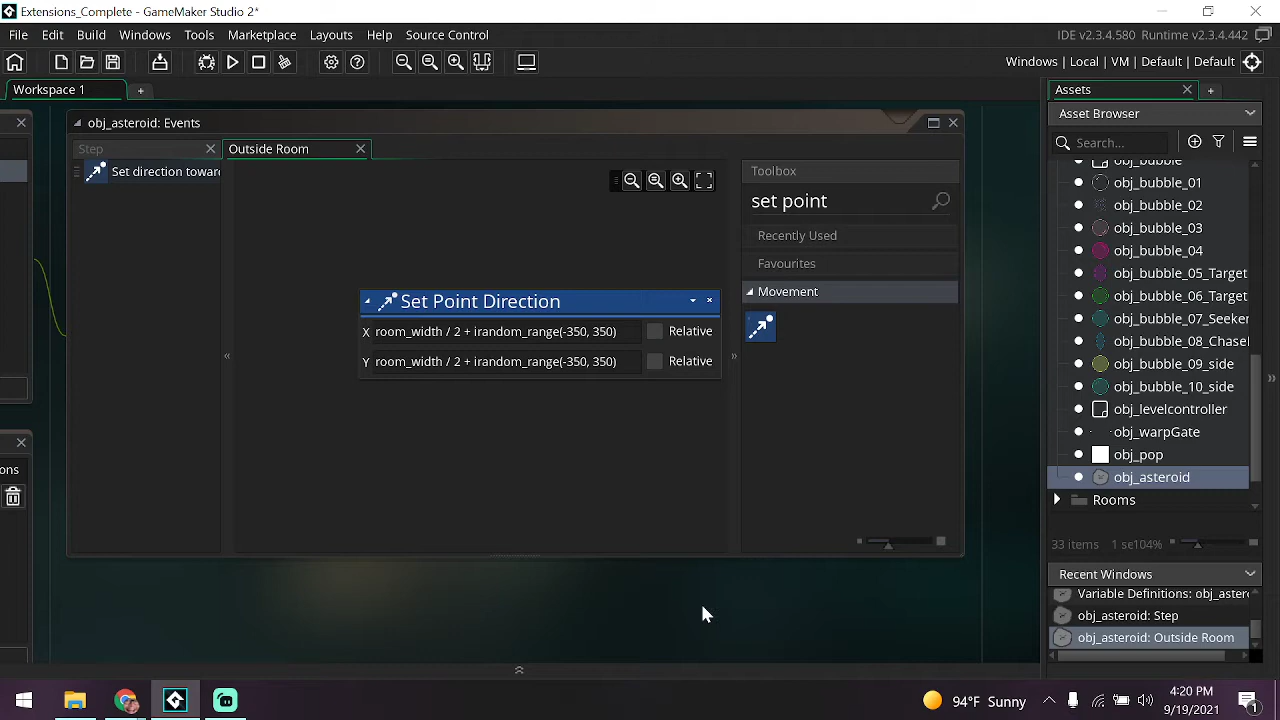 Extensions_Complete - GameMaker Studio 2*
File Edit Build Windows Tools Marketplace Layouts Help Source Control
IDE v2.3.4.580 Runtime v2.3.4.442
Windows | Local | VM | Default | Default
Workspace 1
Assets
obj_asteroid: Events
Asset Browser
Step
Outside Room
Search...
Set direction towar
Toolbox
set point
Recently Used
Favourites
Movement
Set Point Direction
X room_width / 2 + irandom_range(-350, 350) Relative
Y room_width / 2 + irandom_range(-350, 350) Relative
ons
obj_bubble
obj_bubble_01
obj_bubble_02
obj_bubble_03
obj_bubble_04
obj_bubble_05_Target
obj_bubble_06_Target
obj_bubble_07_Seeker
obj_bubble_08_Chasel
obj_bubble_09_side
obj_bubble_10_side
obj_levelcontroller
obj_warpGate
obj_pop
obj_asteroid
Rooms
33 items 1 se104%
Recent Windows
Variable Definitions: obj_astero
obj_asteroid: Step
obj_asteroid: Outside Room
94°F Sunny
4:20 PM
9/19/2021
1